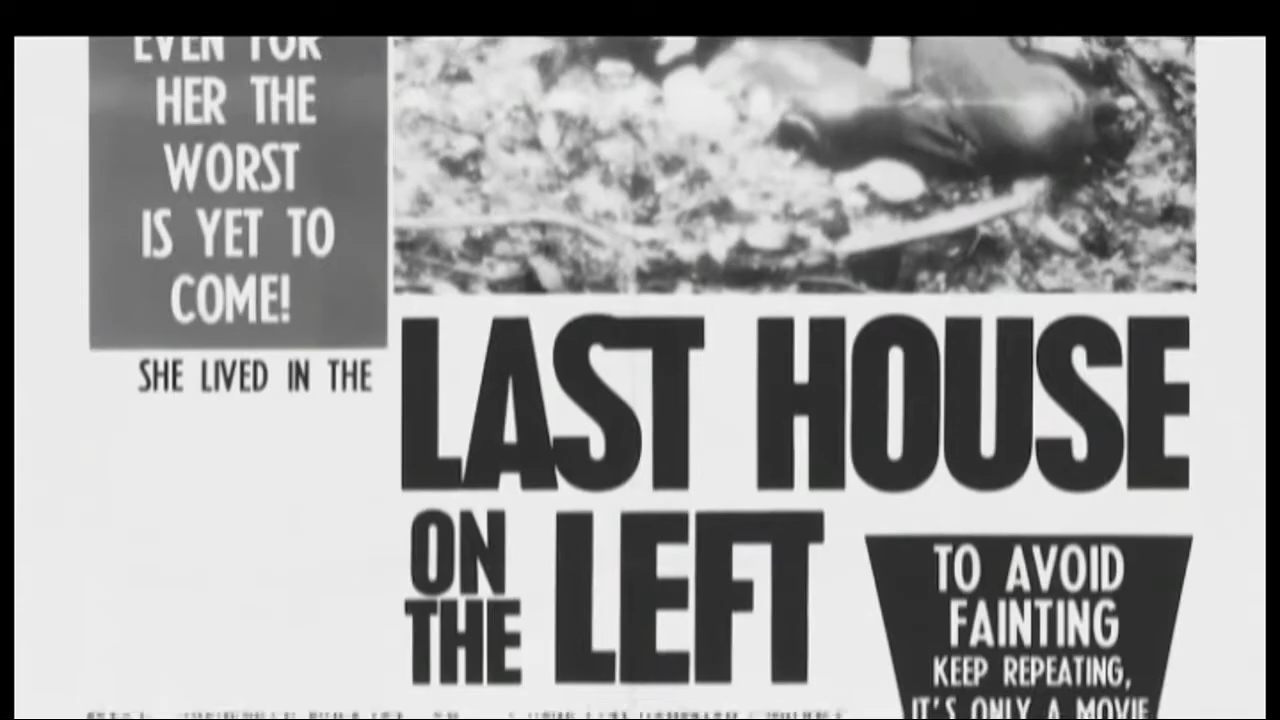 EVEN FOR
HER THE
WORST
IS YET TO
COME!
SHE LIVED IN THE
LAST HOUSE
ON
THE
LEFT
TO AVOID
FAINTING
KEEP REPEATING,
IT'S ONLY A MOVIE